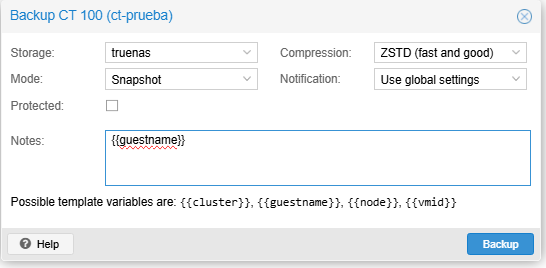 Backup CT 100 (ct-prueba)
Storage: truenas Compression: ZSTD (fast and good)
Mode: Snapshot Notification: Use global settings
Protected:
Notes: {{guestname}}
Possible template variables are: {{cluster}}, {{guestname}}, {{node}}, {{vmid}}
Help Backup